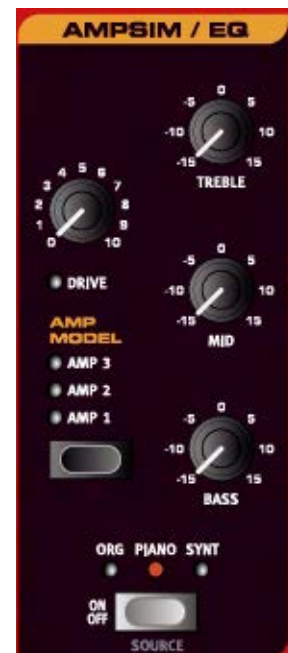 AMPSIM / EQ
-5 0 5
-10 10
-15 15
TREBLE
0 1 2 3 4 5 6 7 8 9 10
DRIVE
-5 0 5
-10 10
-15 15
MID
AMP
MODEL
AMP 3
AMP 2
AMP 1
-5 0 5
-10 10
-15 15
BASS
ORG PIANO SYNT
ON
OFF
SOURCE